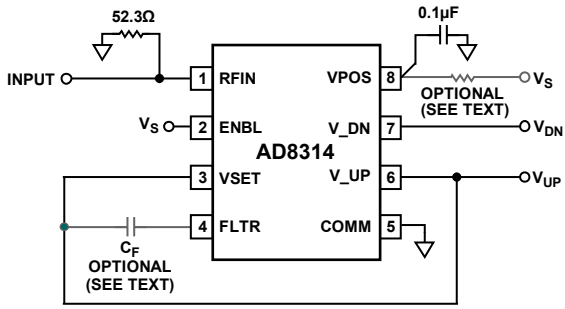 52.3Ω
0.1µF
INPUT
1 RFIN
VPOS 8
VS
OPTIONAL
(SEE TEXT)
VS
2 ENBL
V_DN 7
VDN
AD8314
3 VSET
V_UP 6
VUP
4 FLTR
COMM 5
CF
OPTIONAL
(SEE TEXT)